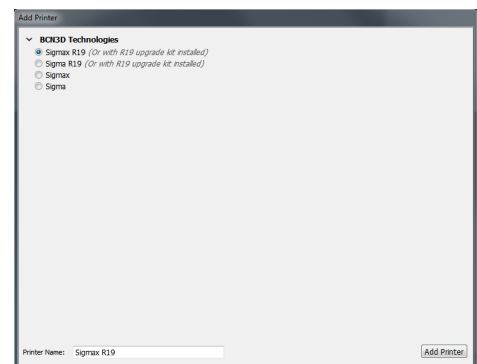 Add Printer
BCN3D Technologies
Sigmax R19 (Or with R19 upgrade kit installed)
Sigma R19 (Or with R19 upgrade kit installed)
Sigmax
Sigma
Printer Name: Sigmax R19 Add Printer